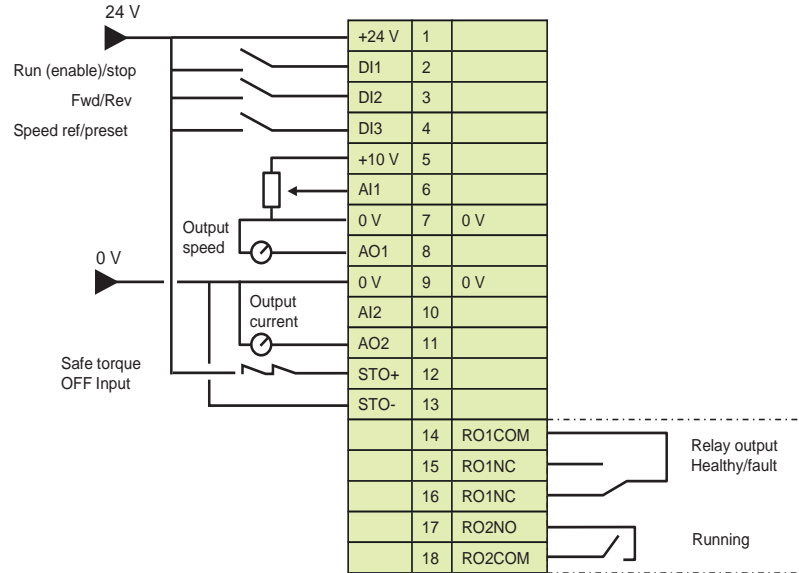 24 V
+24 V 1
Run (enable)/stop DI1 2
Fwd/Rev DI2 3
Speed ref/preset DI3 4
+10 V 5
AI1 6
0 V 7 0 V
Output
speed
AO1 8
0 V
0 V 9 0 V
Output
current
AI2 10
AO2 11
Safe torque
OFF Input
STO+ 12
STO- 13
14 RO1COM
Relay output
Healthy/fault
15 RO1NC
16 RO1NC
17 RO2NO
Running
18 RO2COM